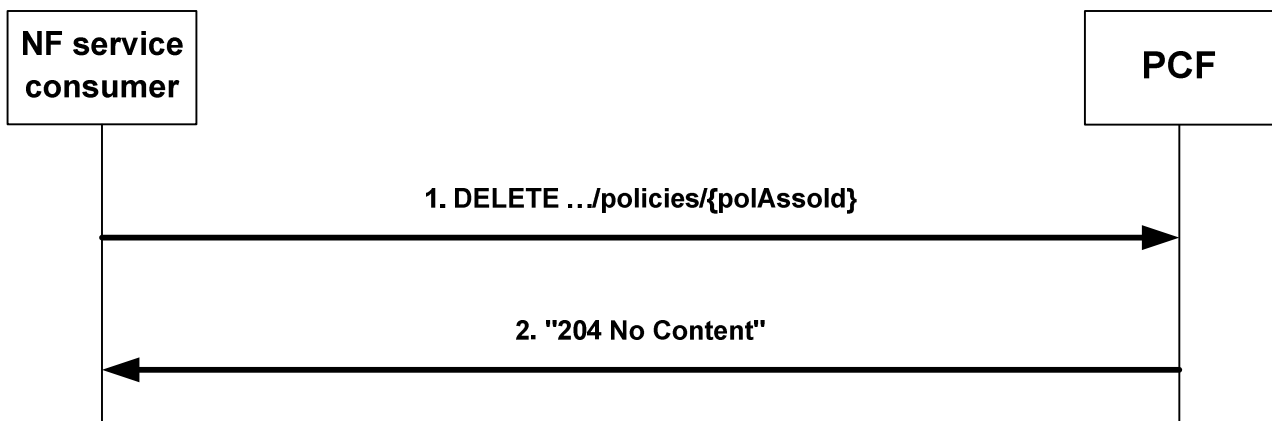 NF service
consumer
PCF
1. DELETE …/policies/{polAssoId}
2. "204 No Content"